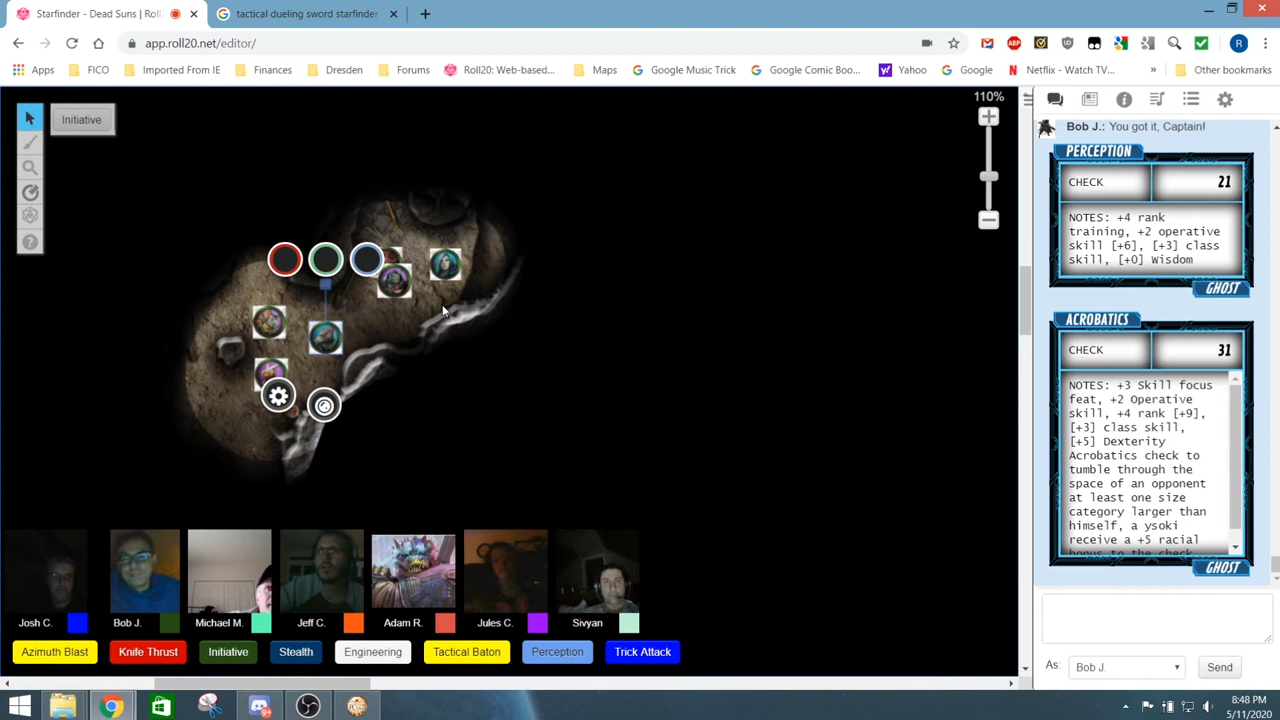 Starfinder - Dead Suns | Roll
tactical dueling sword starfinder
app.roll20.net/editor/
Apps
FICO
Imported From IE
Finances
Dresden
Forums
Roll20: Web-based...
Maps
Google Music Trick
Google Comic Boo...
Yahoo
Google
Netflix - Watch TV...
»
Other bookmarks
Initiative
110%
Bob J.: You got it, Captain!
PERCEPTION
CHECK
21
NOTES: +4 rank
training, +2 operative
skill [+6], [+3] class
skill, [+0] Wisdom
GHOST
ACROBATICS
CHECK
31
NOTES: +3 Skill focus
feat, +2 Operative
skill, +4 rank [+9],
[+3] class skill,
[+5] Dexterity
Acrobatics check to
tumble through the
space of an opponent
at least one size
category larger than
himself, a ysoki
receive a +5 racial
bonus to the check
GHOST
Josh C.
Bob J.
Michael M.
Jeff C.
Adam R.
Jules C.
Sivyan
Azimuth Blast
Knife Thrust
Initiative
Stealth
Engineering
Tactical Baton
Perception
Trick Attack
As:
Bob J.
Send
8:48 PM
5/11/2020